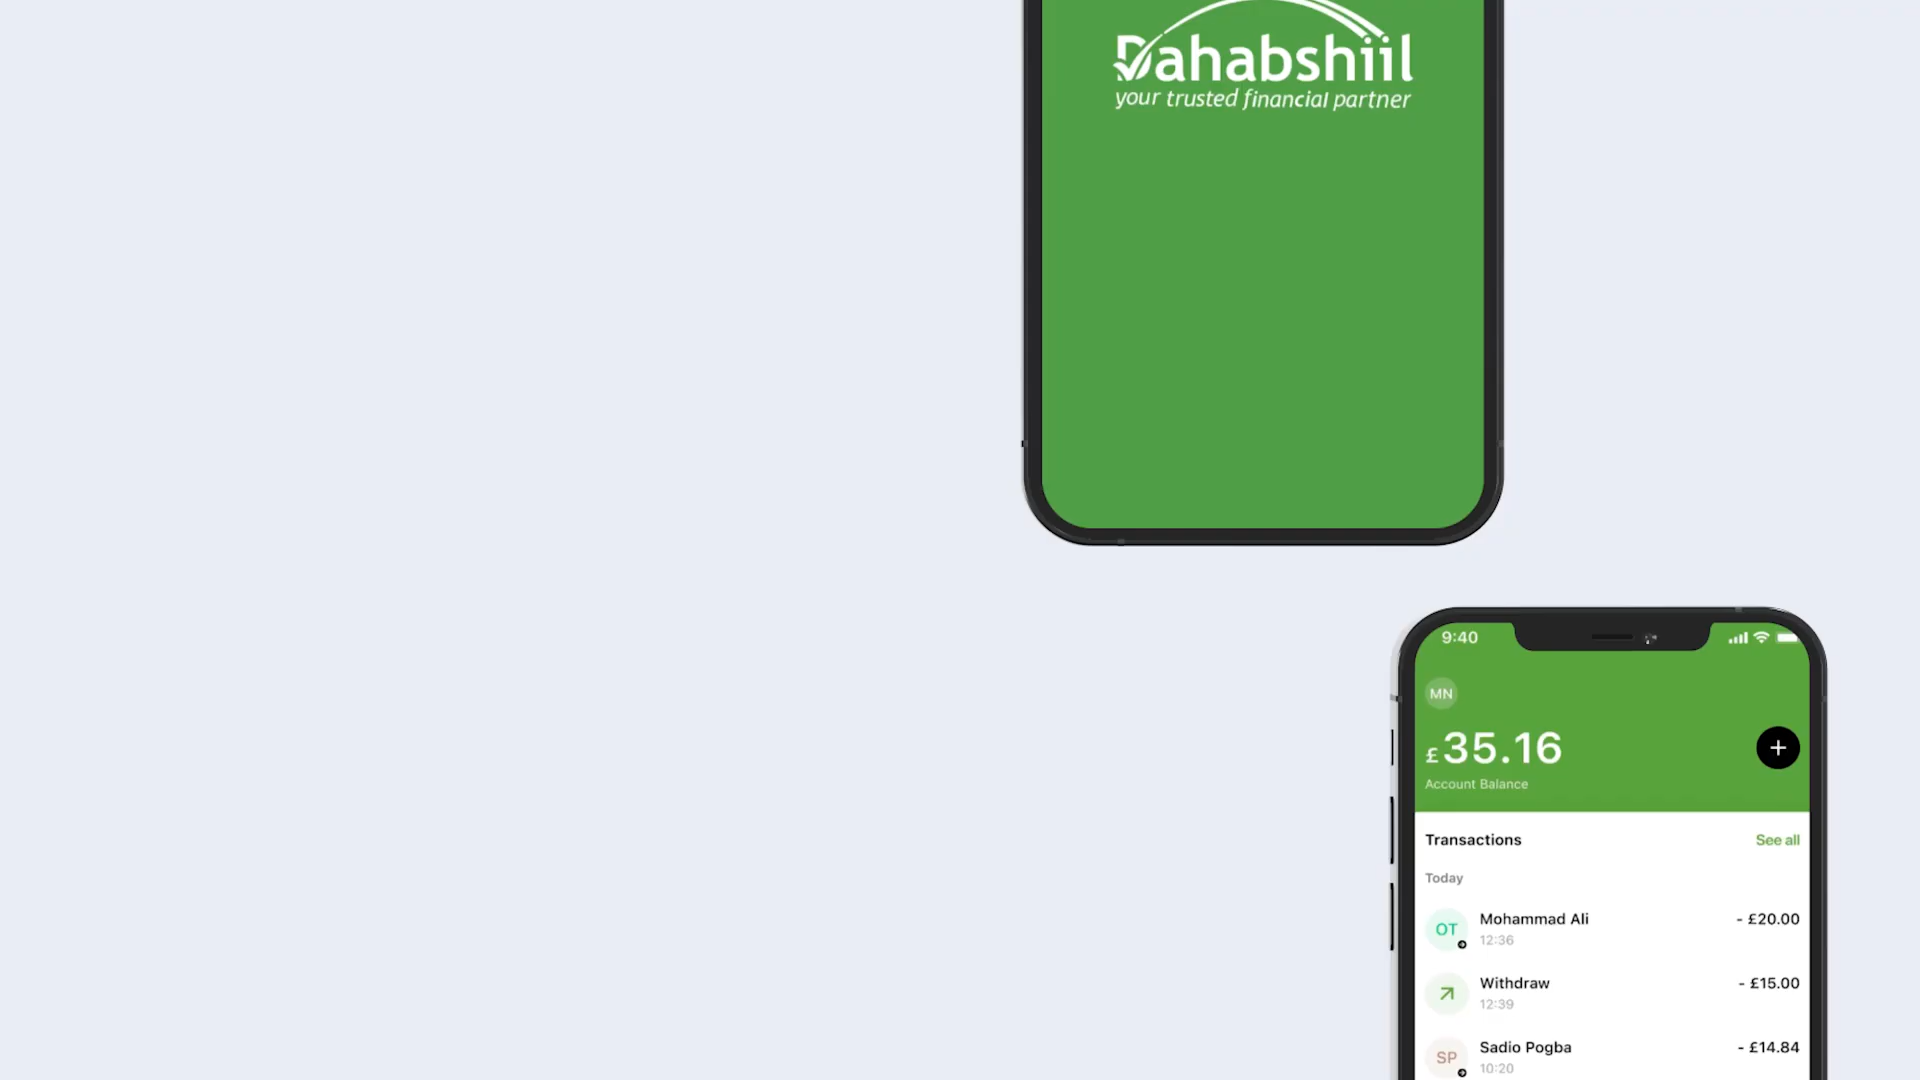 Dahabshiil
your trusted financial partner
9:40
MN
£35.16
Account Balance
Transactions
See all
Today
OT
Mohammad Ali
- £20.00
12:36
Withdraw
- £15.00
12:39
SP
Sadio Pogba
- £14.84
10:20